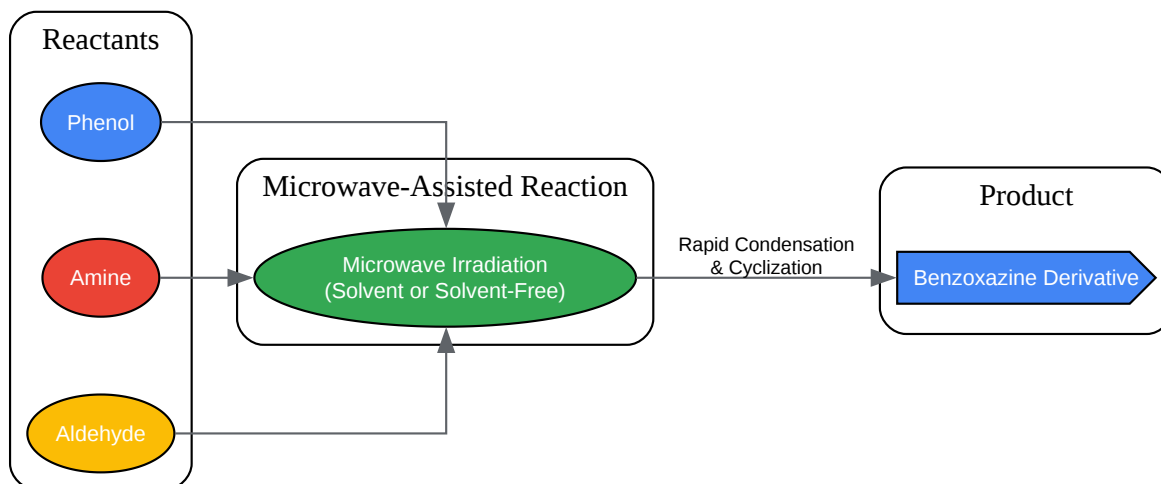 Reactants
Phenol
Amine
Aldehyde
Microwave-Assisted Reaction
Microwave Irradiation
(Solvent or Solvent-Free)
Rapid Condensation
& Cyclization
Product
Benzoxazine Derivative